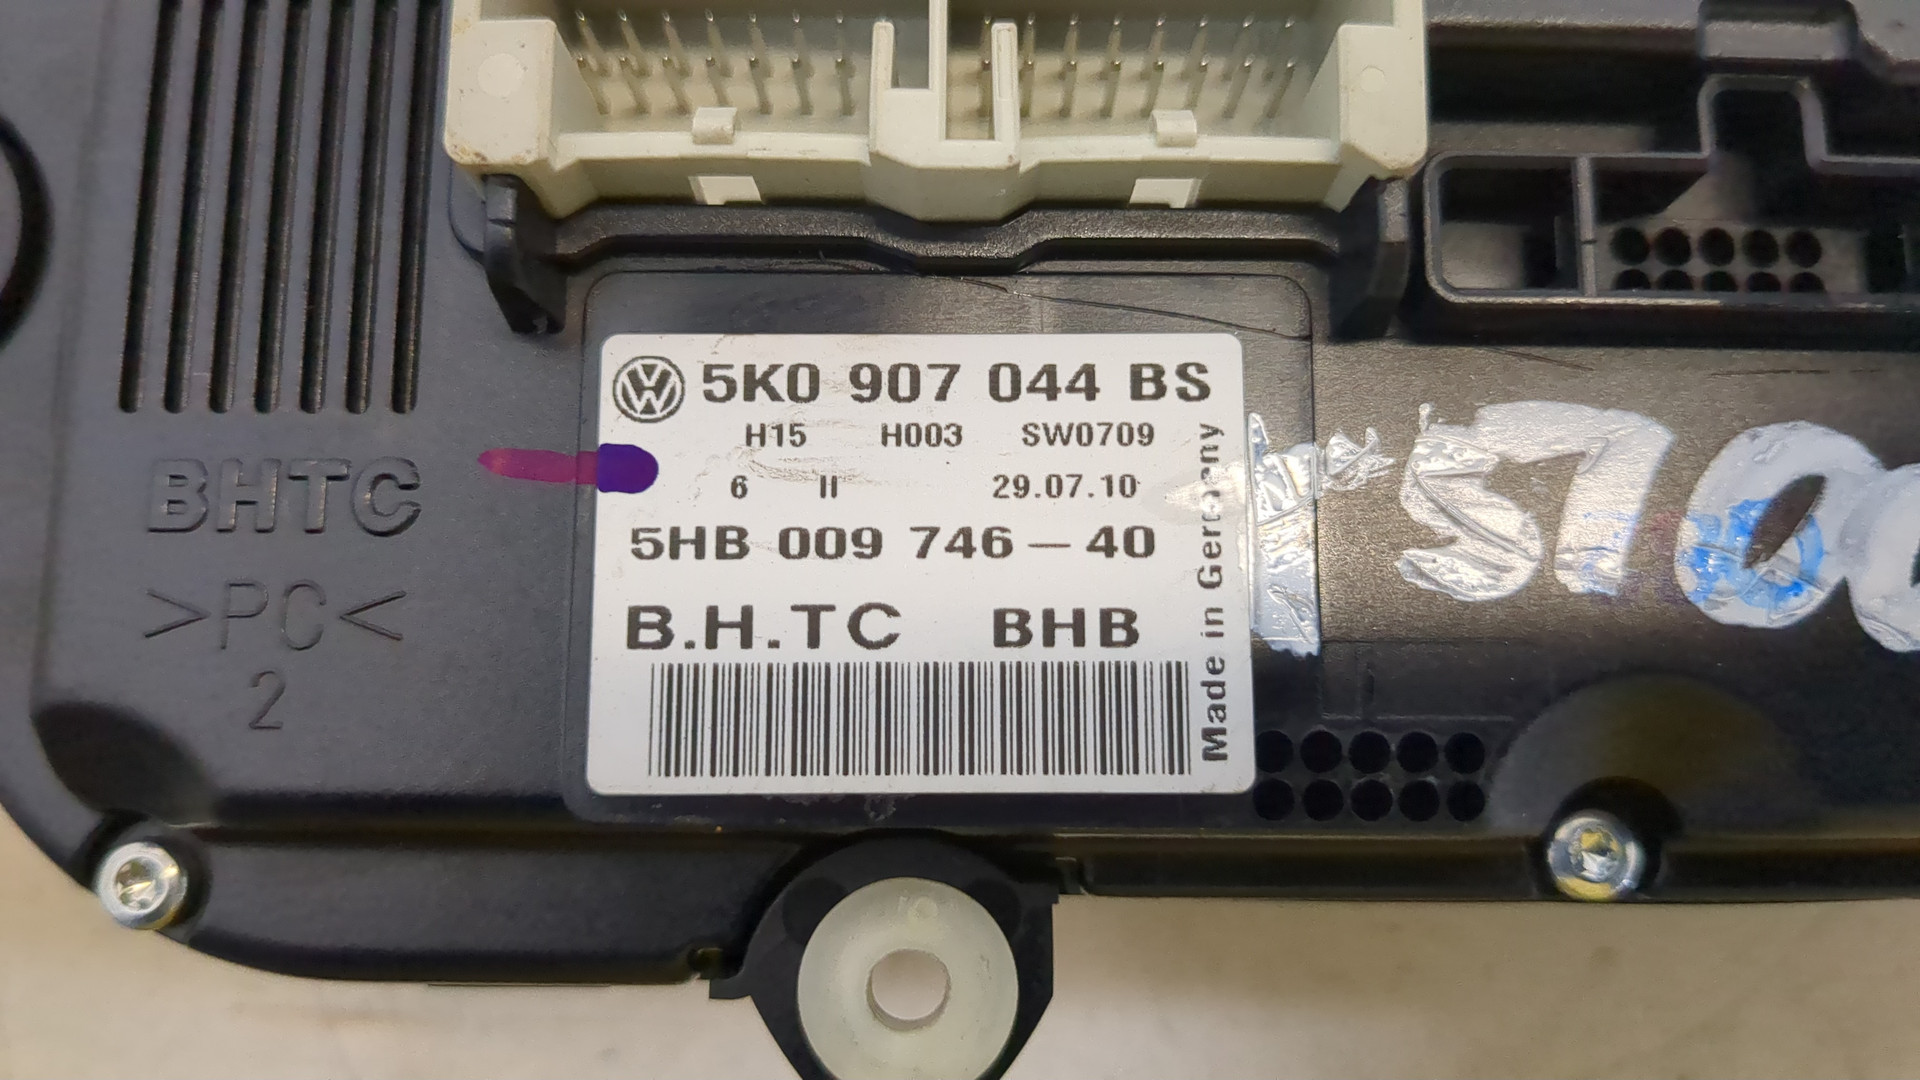 5K0 907 044 BS
H15 H003 SW0709
6 II 29.07.10
5HB 009 746-40
B.H.TC BHB
Made in Germany
BHTC
>PC<
2